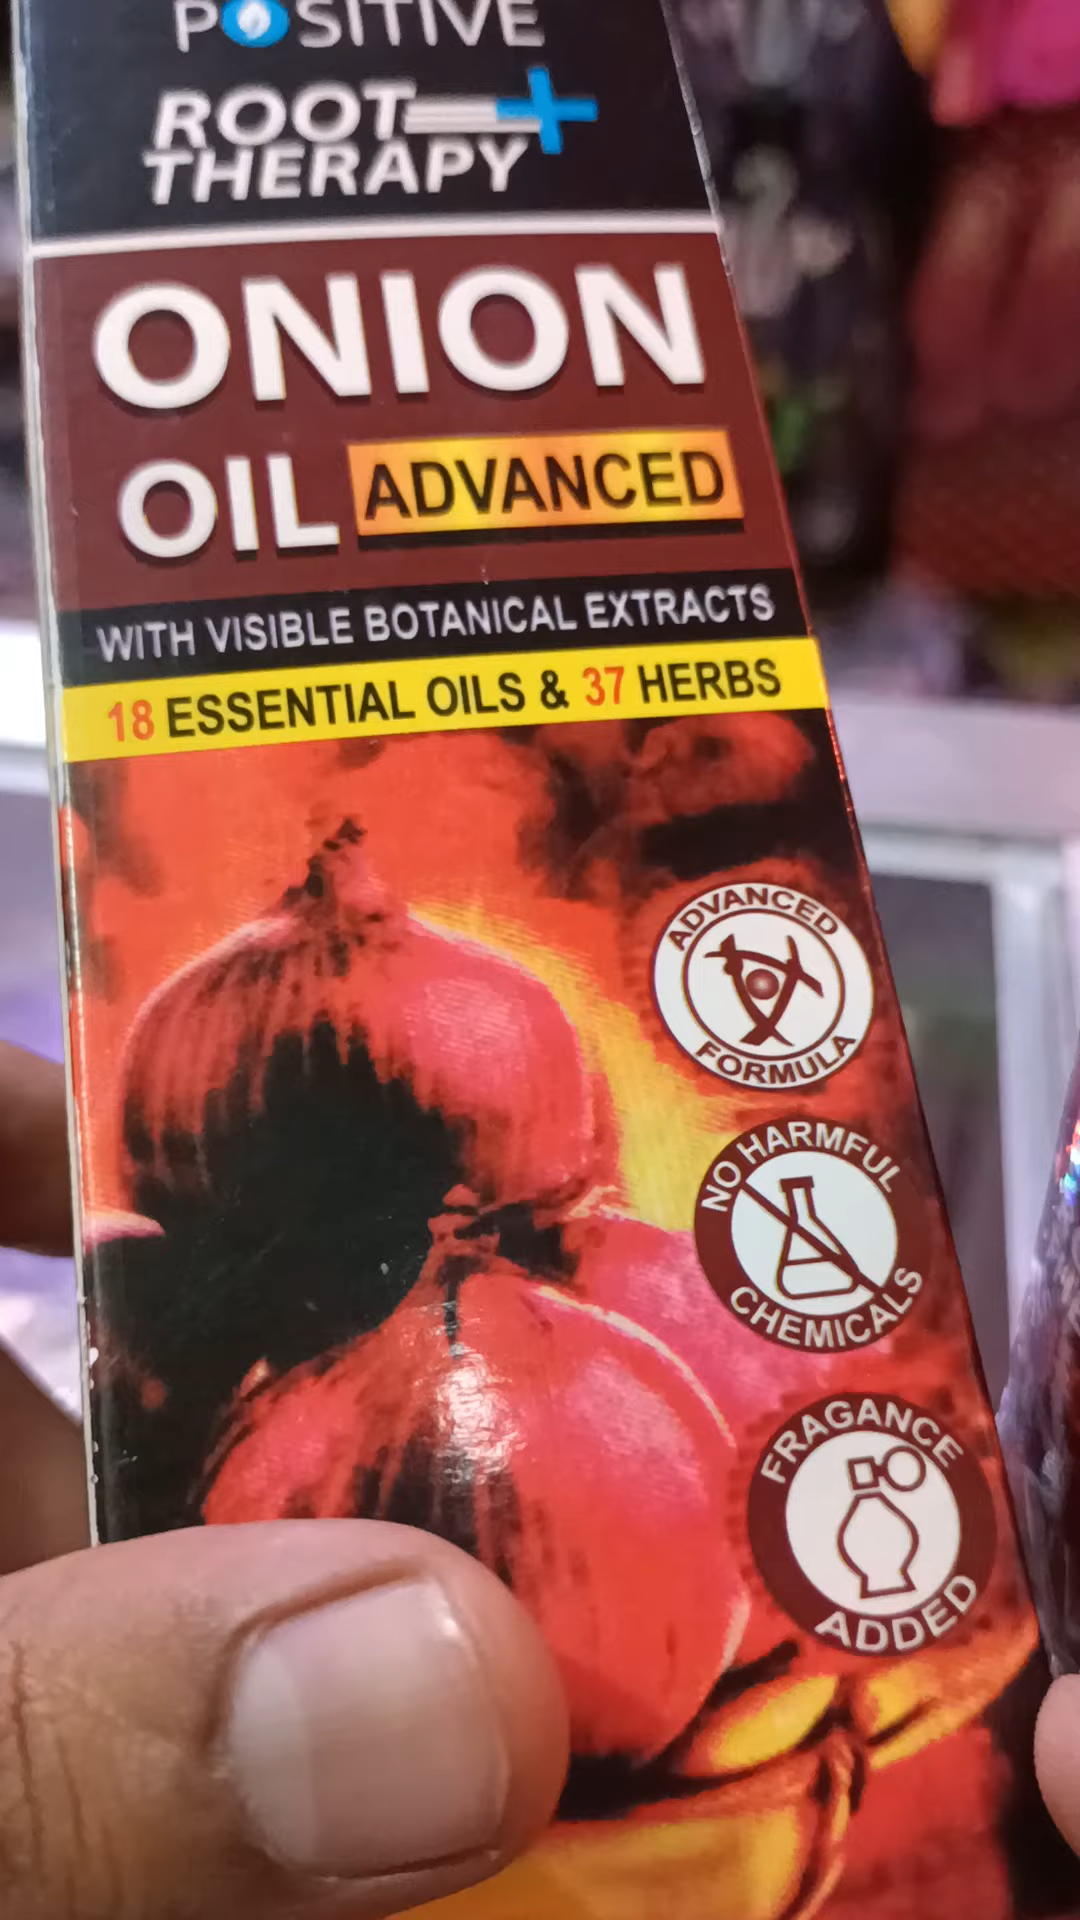 POSITIVE
ROOT
THERAPY
ONION
OIL ADVANCED
WITH VISIBLE BOTANICAL EXTRACTS
18 ESSENTIAL OILS & 37 HERBS
ADVANCED
FORMULA
NO HARMFUL
CHEMICALS
FRAGANCE
ADDED